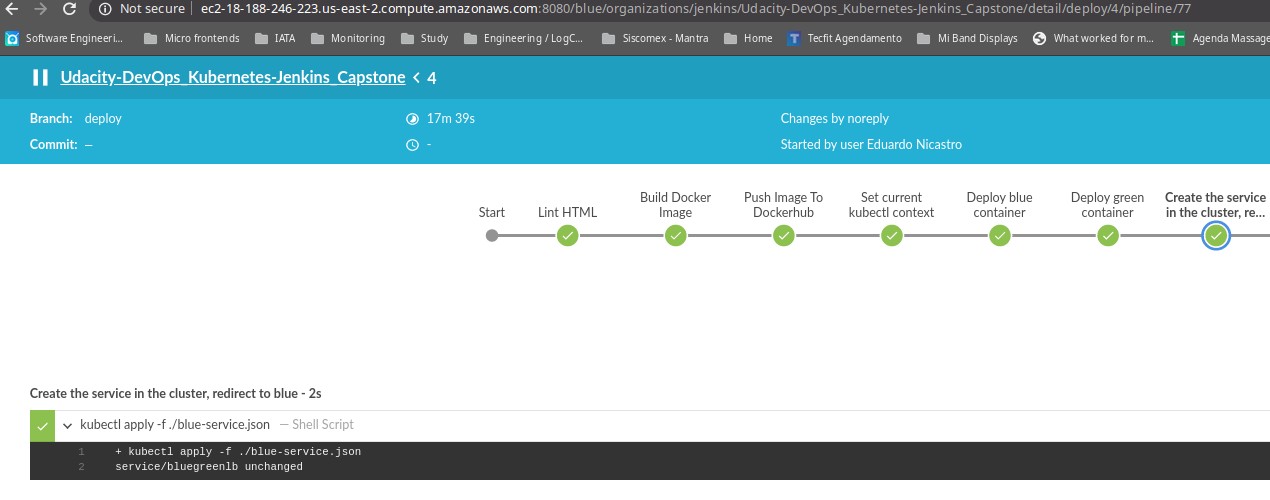 Not secure ec2-18-188-246-223.us-east-2.compute.amazonaws.com:8080/blue/organizations/jenkins/Udacity-DevOps_Kubernetes-Jenkins_Capstone/detail/deploy/4/pipeline/77
Software Engineeri... Micro frontends IATA Monitoring Study Engineering / LogC... Siscomex - Mantra Home Tecfit Agendamento Mi Band Displays What worked for m... Agenda Massage
Udacity-DevOps_Kubernetes-Jenkins_Capstone < 4
Branch: deploy 17m 39s Changes by noreply
Commit: — - Started by user Eduardo Nicastro
Start
Lint HTML
Build Docker
Image
Push Image To
Dockerhub
Set current
kubectl context
Deploy blue
container
Deploy green
container
Create the service
in the cluster, re...
Create the service in the cluster, redirect to blue - 2s
kubectl apply -f ./blue-service.json — Shell Script
1 + kubectl apply -f ./blue-service.json
2 service/bluegreenlb unchanged